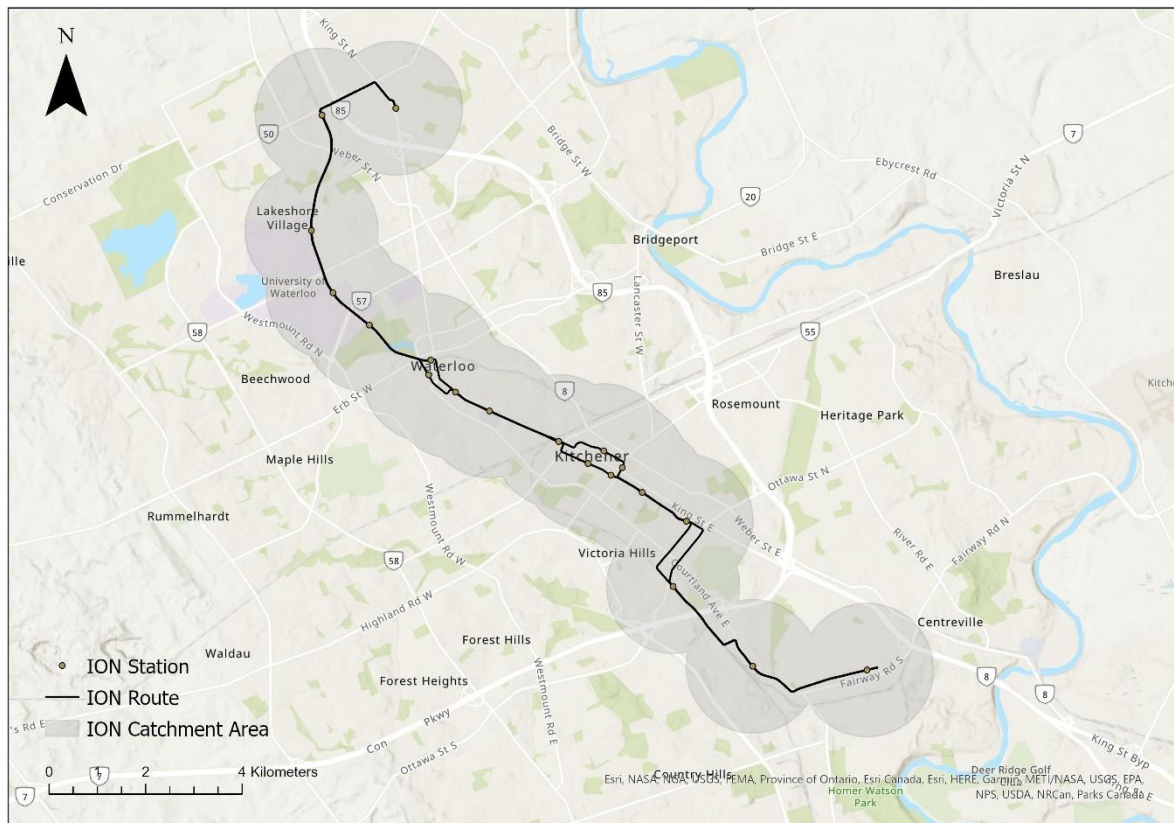 N
King St N
85
50
7
Conservation Dr
Weber St N
Bridge St W
Ebycrest Rd
Victoria St N
20
Lakeshore
Village
Bridgeport
Bridge St E
ville
Breslau
University of
Waterloo
57
Lancaster St W
85
58
55
Westmount Rd N
Waterloo
Beechwood
Erb St W
8
Rosemount
Heritage Park
Kitchener
Maple Hills
Ottawa St N
Westmount Rd W
King St E
Weber St E
Rummelhardt
River Rd E
Fairway Rd N
Victoria Hills
58
Courtland Ave E
Highland Rd W
Centreville
Forest Hills
Waldau
ION Station
Forest Heights
Fairway Rd S
8
8
ION Route
Westmount Rd E
's Rd E
ION Catchment Area
Con Pkwy
King St Byp
Ottawa St S
0 1 2 4 Kilometers
7
7
Country Hills
Deer Ridge Golf
Club
Homer Watson
Park
Esri, NASA, NGA, USGS, FEMA, Province of Ontario, Esri Canada, Esri, HERE, Garmin, METI/NASA, USGS, EPA,
NPS, USDA, NRCan, Parks Canada